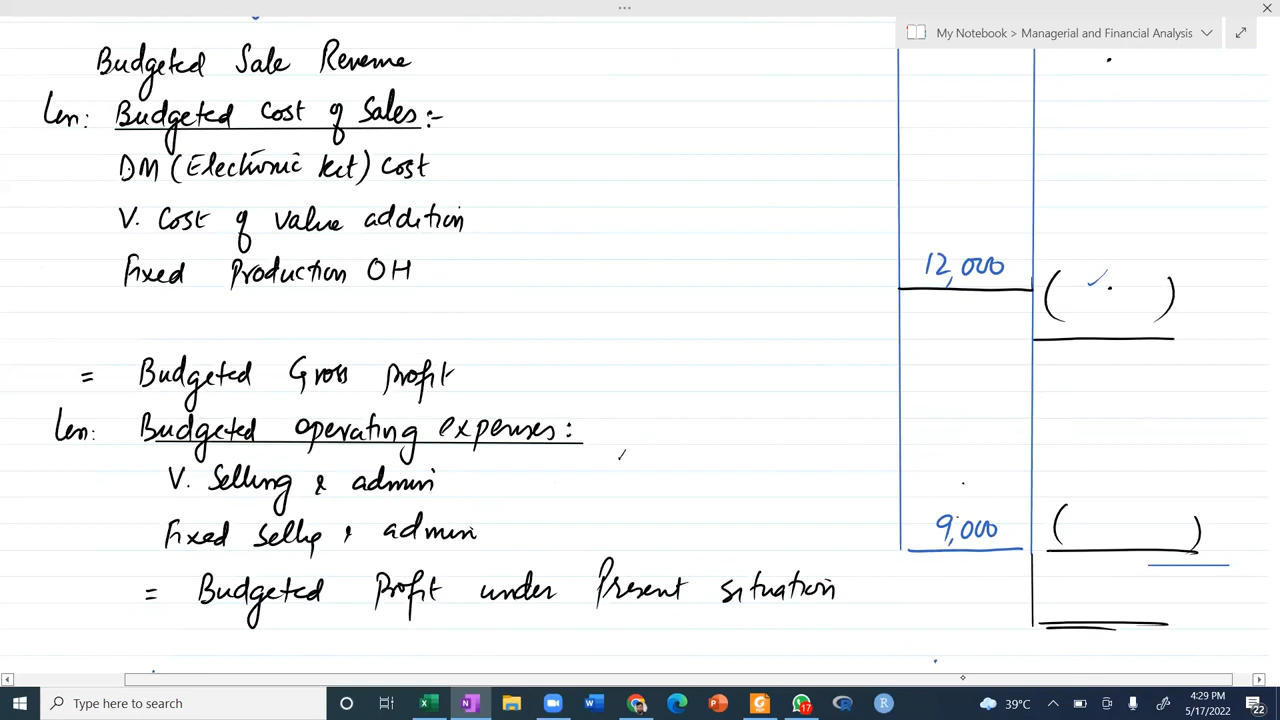 My Notebook > Managerial and Financial Analysis
Budgeted Sale Revenue
Less: Budgeted Cost of Sales :-
DM (Electronic kit) Cost
V. Cost of value addition
Fixed Production OH
12,000
= Budgeted Gross profit
Less: Budgeted operating expenses :
V. Selling & admin
Fixed Selling & admin
9,000
= Budgeted Profit under Present situation
Type here to search
17
39°C
4:29 PM
5/17/2022
22